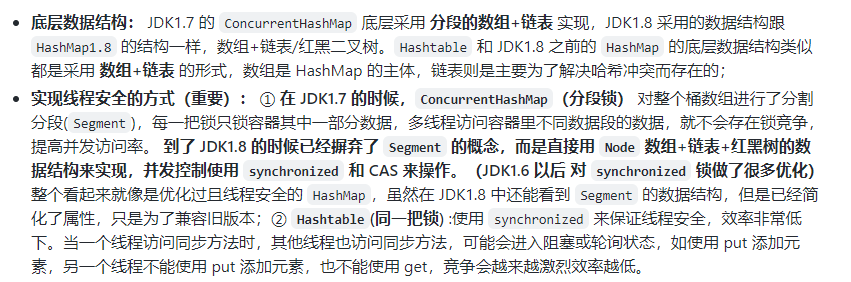 底层数据结构： JDK1.7 的 ConcurrentHashMap 底层采用 分段的数组+链表 实现，JDK1.8 采用的数据结构跟
HashMap1.8 的结构一样，数组+链表/红黑二叉树。Hashtable 和 JDK1.8 之前的 HashMap 的底层数据结构类似
都是采用 数组+链表 的形式，数组是 HashMap 的主体，链表则是主要为了解决哈希冲突而存在的；
实现线程安全的方式（重要）： ① 在 JDK1.7 的时候，ConcurrentHashMap（分段锁） 对整个桶数组进行了分割
分段( Segment )，每一把锁只锁容器其中一部分数据，多线程访问容器里不同数据段的数据，就不会存在锁竞争，
提高并发访问率。 到了 JDK1.8 的时候已经摒弃了 Segment 的概念，而是直接用 Node 数组+链表+红黑树的数
据结构来实现，并发控制使用 synchronized 和 CAS 来操作。（JDK1.6 以后 对 synchronized 锁做了很多优化）
整个看起来就像是优化过且线程安全的 HashMap，虽然在 JDK1.8 中还能看到 Segment 的数据结构，但是已经简
化了属性，只是为了兼容旧版本；② Hashtable (同一把锁) :使用 synchronized 来保证线程安全，效率非常低
下。当一个线程访问同步方法时，其他线程也访问同步方法，可能会进入阻塞或轮询状态，如使用 put 添加元
素，另一个线程不能使用 put 添加元素，也不能使用 get，竞争会越来越激烈效率越低。